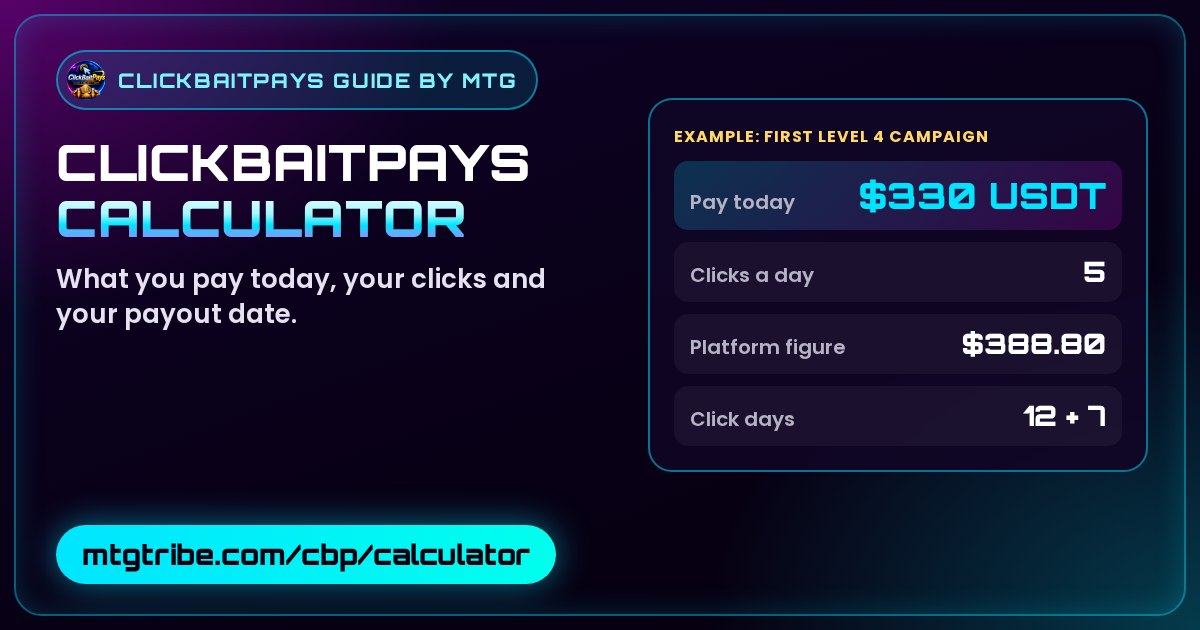 ClickBaitPays
CLICKBAITPAYS GUIDE BY MTG
CLICKBAITPAYS
CALCULATOR
What you pay today, your clicks and
your payout date.
EXAMPLE: FIRST LEVEL 4 CAMPAIGN
Pay today $330 USDT
Clicks a day 5
Platform figure $388.80
Click days 12 + 7
mtgtribe.com/cbp/calculator